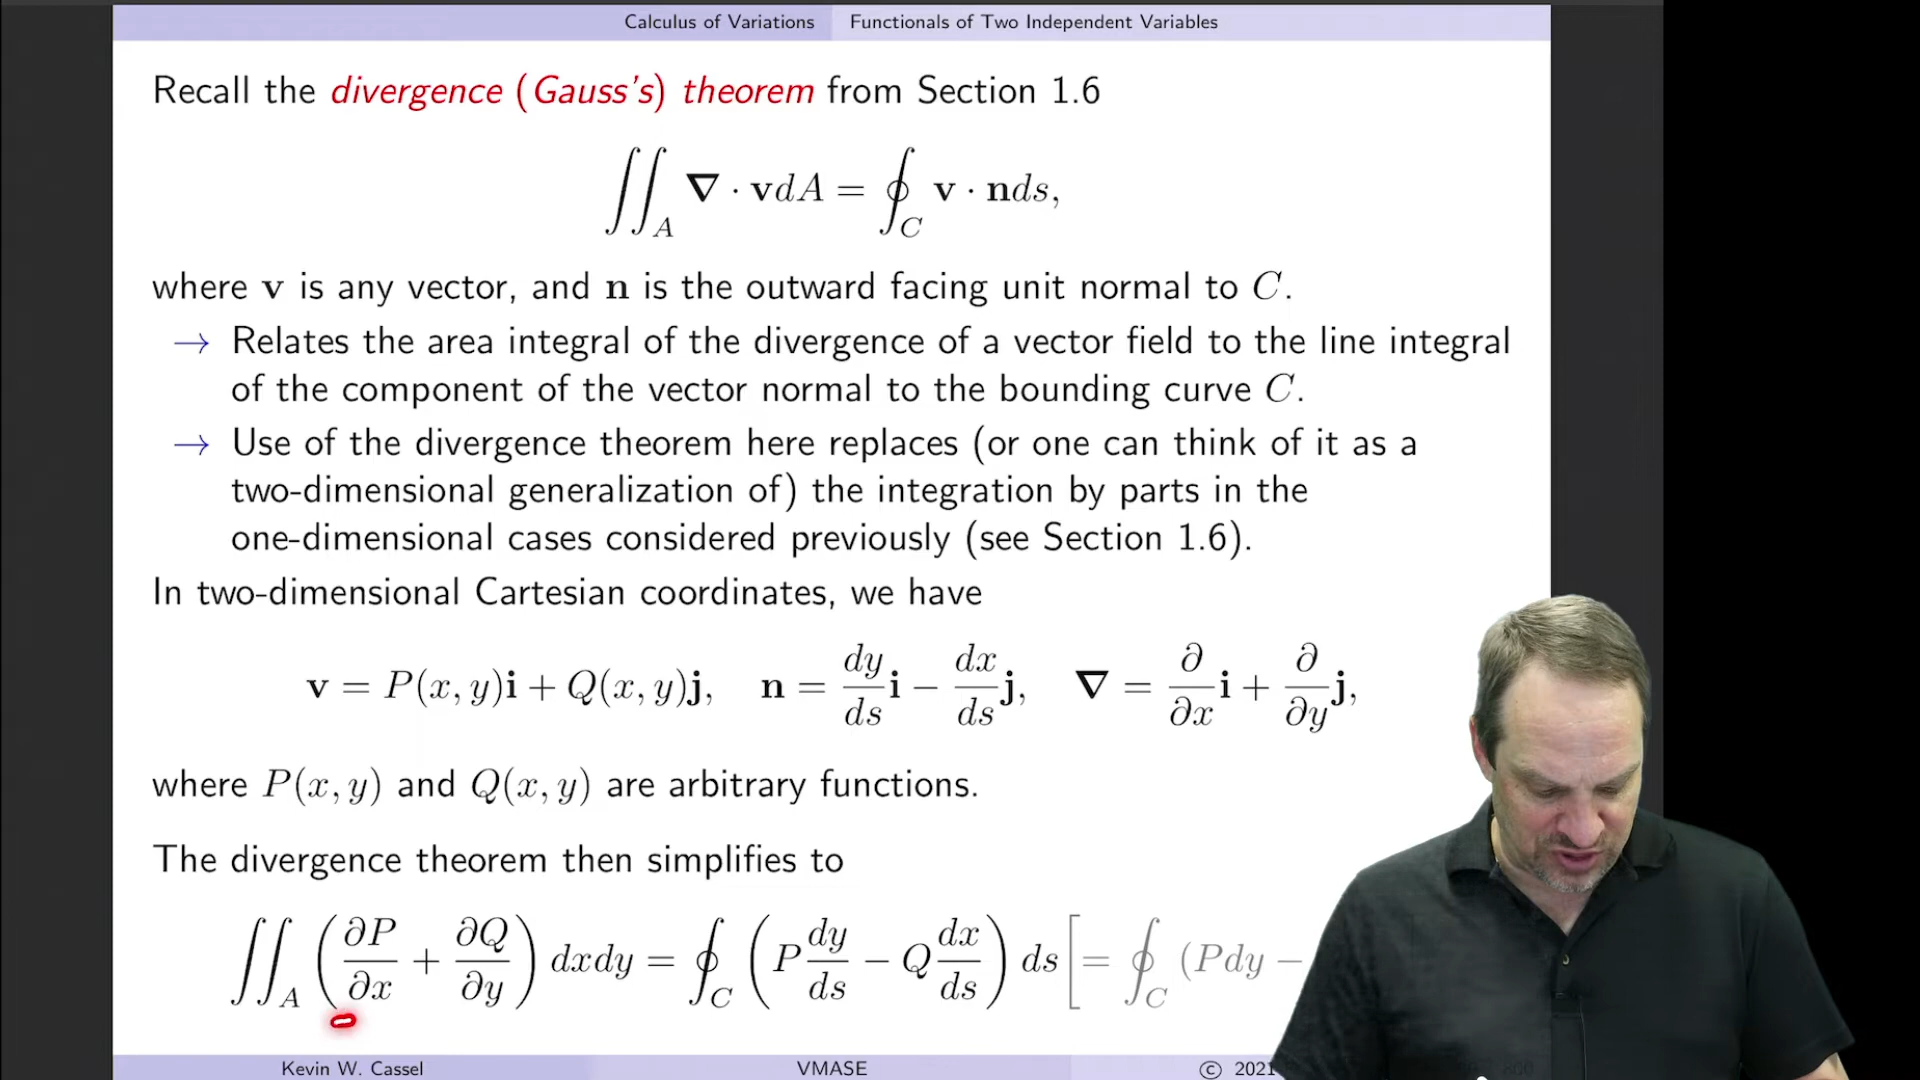 Calculus of Variations Functionals of Two Independent Variables
Recall the divergence (Gauss's) theorem from Section 1.6
∬_A ∇ · v dA = ∮_C v · n ds,
where v is any vector, and n is the outward facing unit normal to C.
→ Relates the area integral of the divergence of a vector field to the line integral
of the component of the vector normal to the bounding curve C.
→ Use of the divergence theorem here replaces (or one can think of it as a
two-dimensional generalization of) the integration by parts in the
one-dimensional cases considered previously (see Section 1.6).
In two-dimensional Cartesian coordinates, we have
v = P(x, y)i + Q(x, y)j, n = dy/ds i − dx/ds j, ∇ = ∂/∂x i + ∂/∂y j,
where P(x, y) and Q(x, y) are arbitrary functions.
The divergence theorem then simplifies to
∬_A (∂P/∂x + ∂Q/∂y) dxdy = ∮_C (P dy/ds − Q dx/ds) ds [= ∮_C (Pdy −
Kevin W. Cassel VMASE © 2021